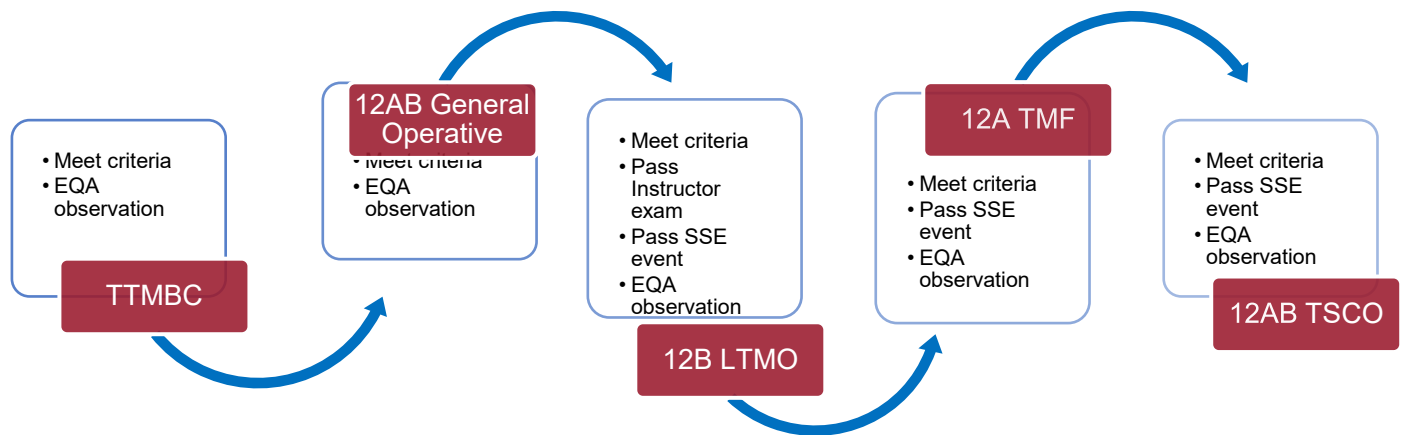 • Meet criteria
• EQA
observation
TTMBC
12AB General
Operative
• Meet criteria
• EQA
observation
• Meet criteria
• Pass
Instructor
exam
• Pass SSE
event
• EQA
observation
12B LTMO
12A TMF
• Meet criteria
• Pass SSE
event
• EQA
observation
• Meet criteria
• Pass SSE
event
• EQA
observation
12AB TSCO